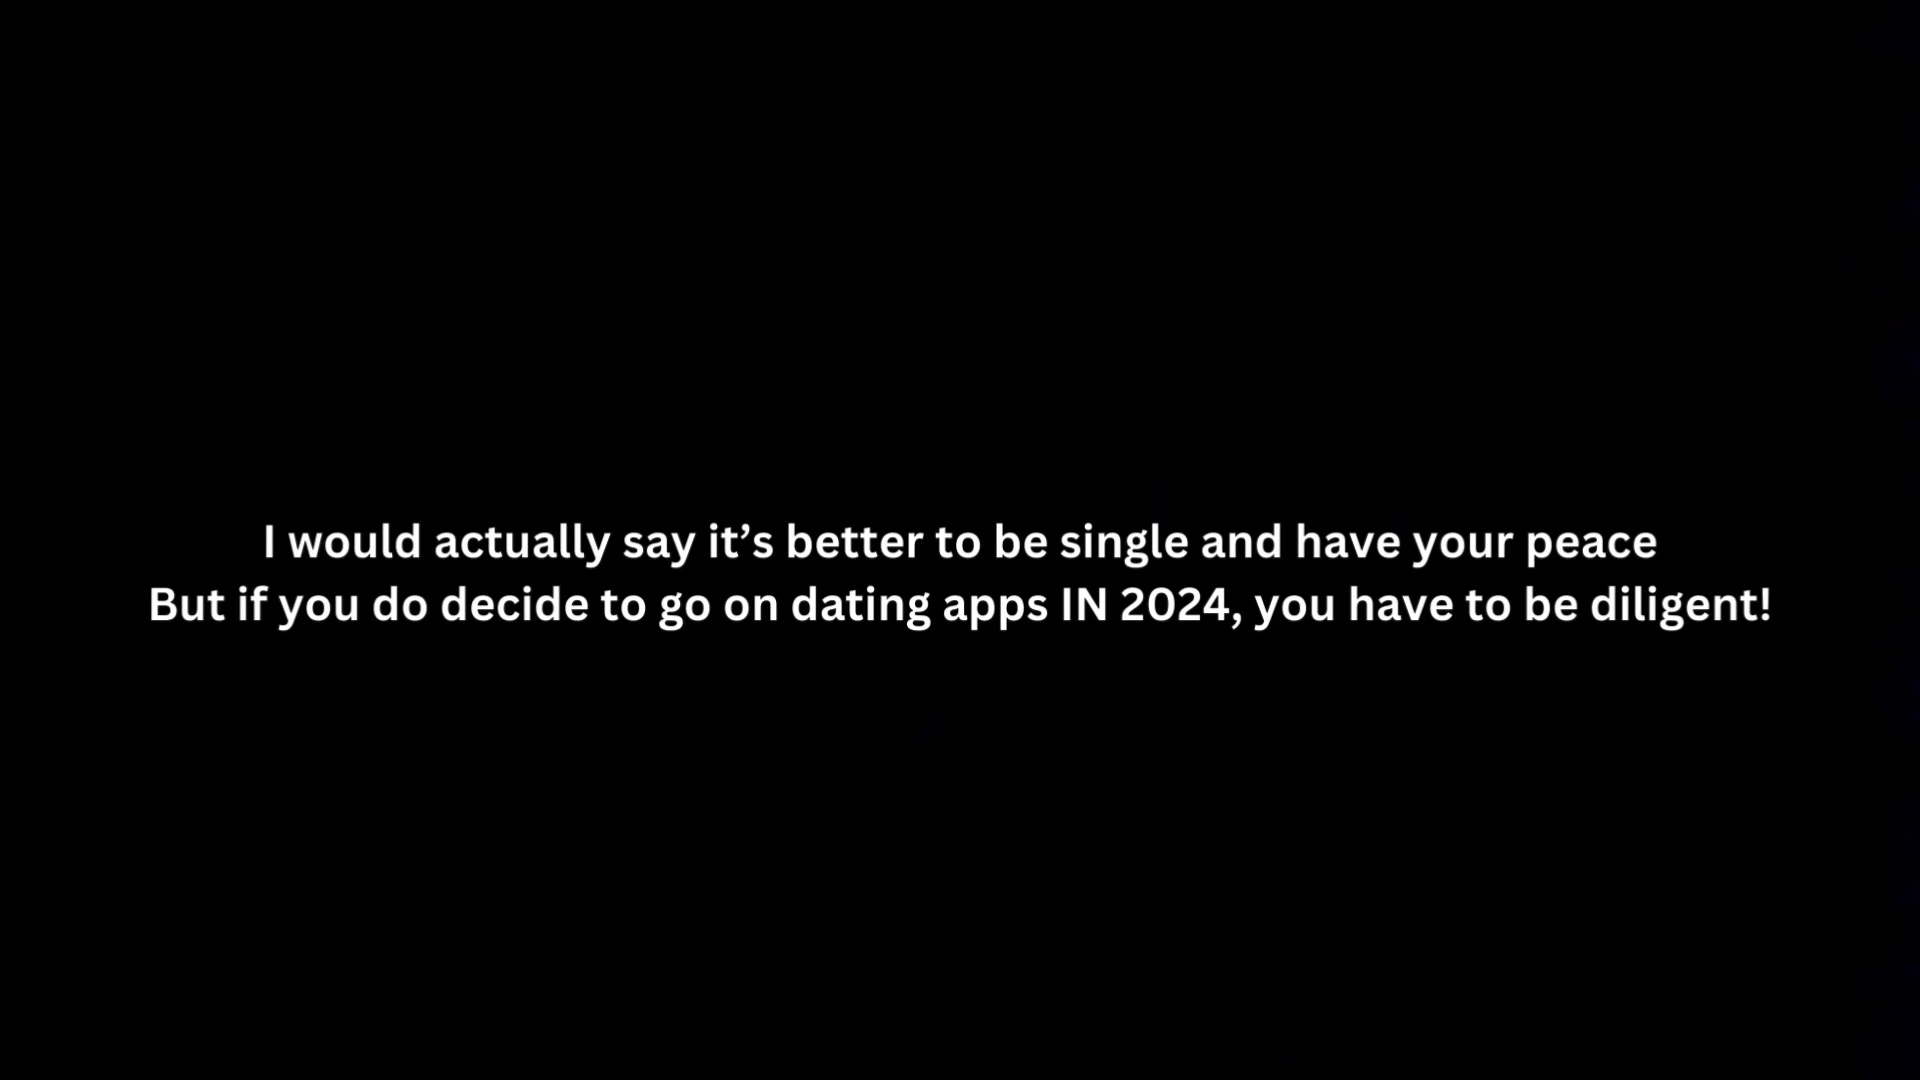 I would actually say it’s better to be single and have your peace
But if you do decide to go on dating apps IN 2024, you have to be diligent!